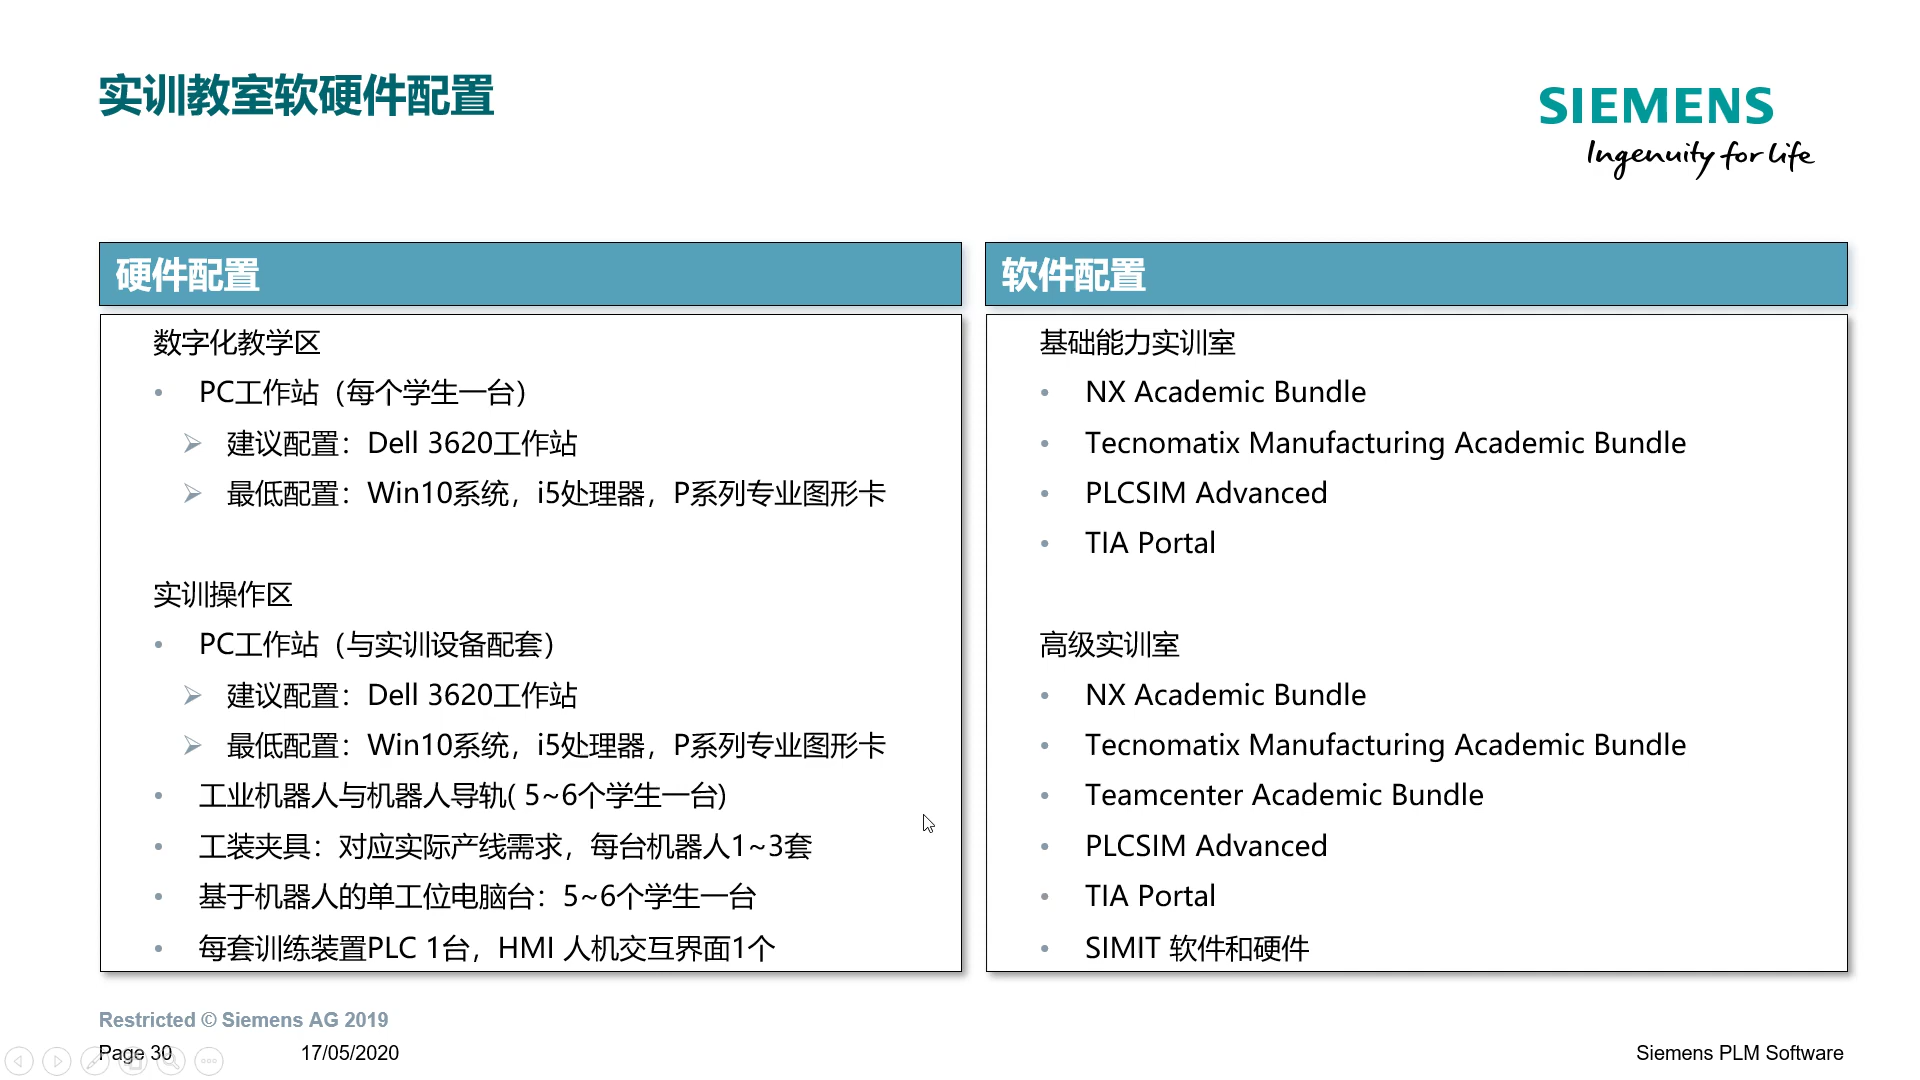 实训教室软硬件配置
SIEMENS
Ingenuity for life
硬件配置
数字化教学区
• PC工作站（每个学生一台）
➢ 建议配置：Dell 3620工作站
➢ 最低配置：Win10系统，i5处理器，P系列专业图形卡
实训操作区
• PC工作站（与实训设备配套）
➢ 建议配置：Dell 3620工作站
➢ 最低配置：Win10系统，i5处理器，P系列专业图形卡
• 工业机器人与机器人导轨( 5~6个学生一台)
• 工装夹具：对应实际产线需求，每台机器人1~3套
• 基于机器人的单工位电脑台：5~6个学生一台
• 每套训练装置PLC 1台，HMI 人机交互界面1个
软件配置
基础能力实训室
• NX Academic Bundle
• Tecnomatix Manufacturing Academic Bundle
• PLCSIM Advanced
• TIA Portal
高级实训室
• NX Academic Bundle
• Tecnomatix Manufacturing Academic Bundle
• Teamcenter Academic Bundle
• PLCSIM Advanced
• TIA Portal
• SIMIT 软件和硬件
Restricted © Siemens AG 2019
Page 30 17/05/2020 Siemens PLM Software